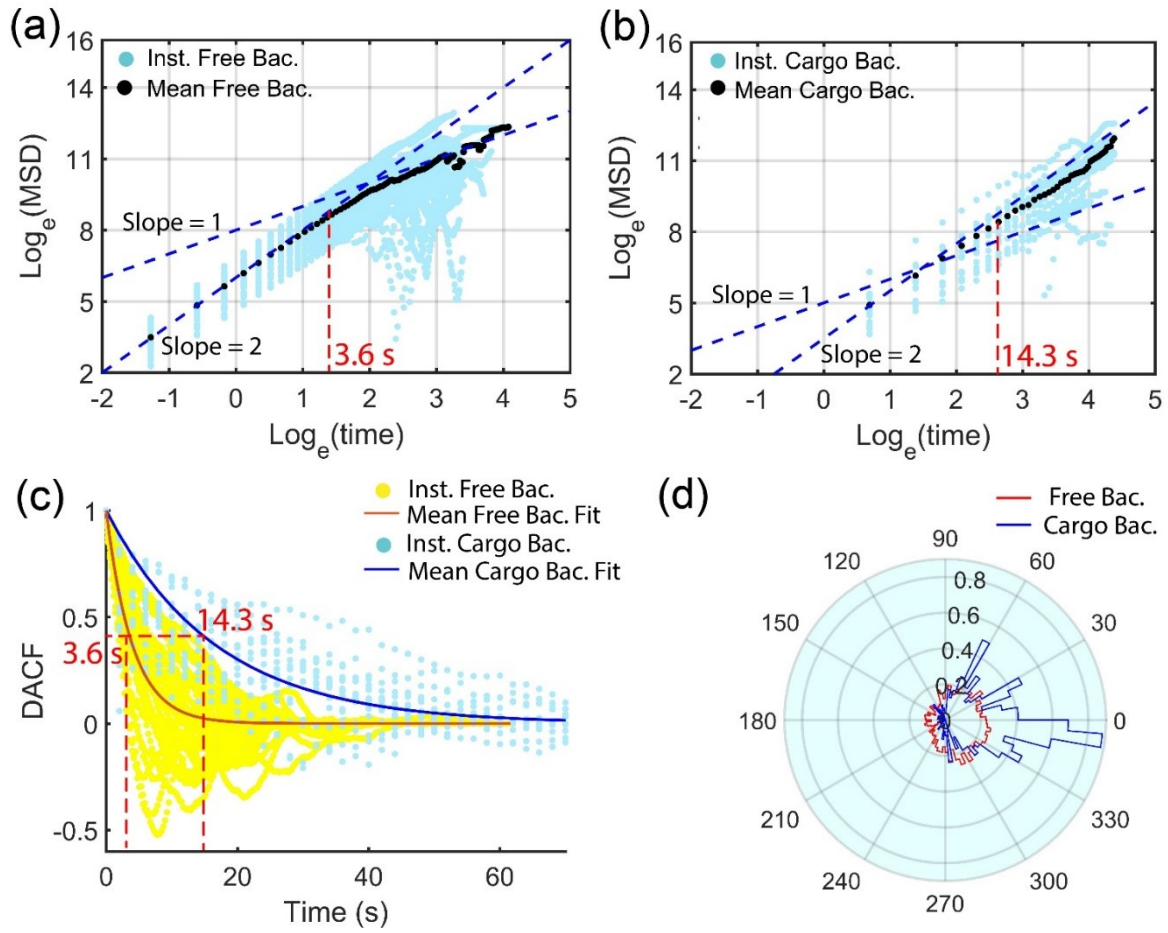 (a)
16
14
11
8
5
2
Log_e(MSD)
Inst. Free Bac.
Mean Free Bac.
Slope = 1
Slope = 2
3.6 s
-2 -1 0 1 2 3 4 5
Log_e(time)
(b)
16
14
11
8
5
2
Log_e(MSD)
Inst. Cargo Bac.
Mean Cargo Bac.
Slope = 1
Slope = 2
14.3 s
-2 -1 0 1 2 3 4 5
Log_e(time)
(c)
Inst. Free Bac.
Mean Free Bac. Fit
Inst. Cargo Bac.
Mean Cargo Bac. Fit
1
0.5
0
-0.5
DACF
14.3 s
3.6 s
0 20 40 60
Time (s)
(d)
Free Bac.
Cargo Bac.
90
120 60
0.8
0.6
150 30
0.4
0.2
180 0
210 330
240 300
270